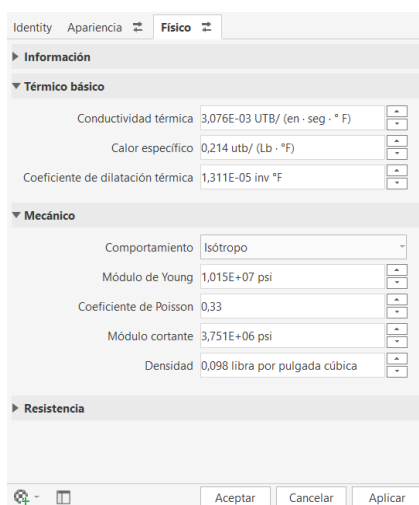 Identity Apariencia Físico
Información
Térmico básico
Conductividad térmica 3,076E-03 UTB/ (en · seg · ° F)
Calor específico 0,214 utb/ (Lb · °F)
Coeficiente de dilatación térmica 1,311E-05 inv °F
Mecánico
Comportamiento Isótropo
Módulo de Young 1,015E+07 psi
Coeficiente de Poisson 0,33
Módulo cortante 3,751E+06 psi
Densidad 0,098 libra por pulgada cúbica
Resistencia
Aceptar Cancelar Aplicar